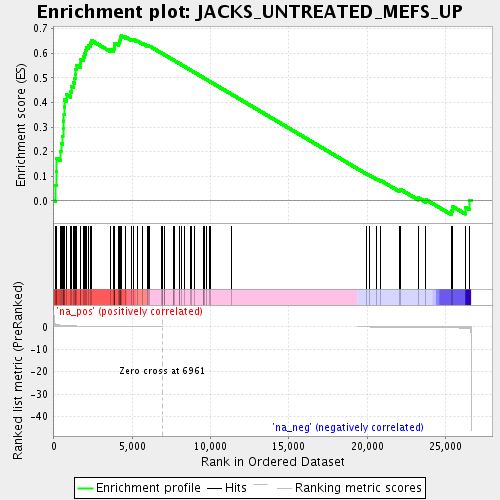 Enrichment plot: JACKS_UNTREATED_MEFS_UP
Enrichment score (ES)
0.7
0.6
0.5
0.4
0.3
0.2
0.1
0.0
Ranked list metric (PreRanked)
'na_pos' (positively correlated)
0
-10
-20
-30
-40
Zero cross at 6961
'na_neg' (negatively correlated)
0 5,000 10,000 15,000 20,000 25,000
Rank in Ordered Dataset
Enrichment profile Hits Ranking metric scores